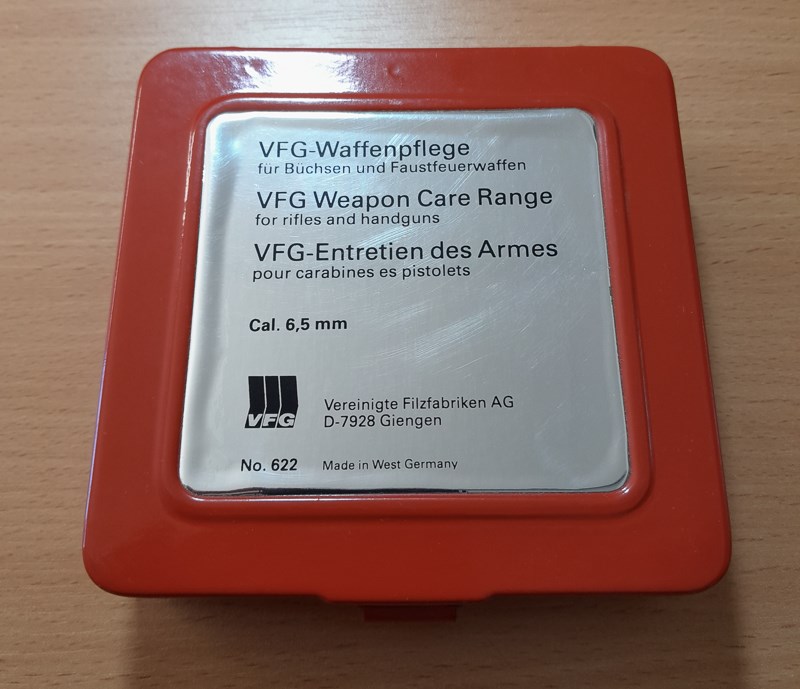 VFG-Waffenpflege
für Büchsen und Faustfeuerwaffen
VFG Weapon Care Range
for rifles and handguns
VFG-Entretien des Armes
pour carabines es pistolets
Cal. 6,5 mm
VFG
Vereinigte Filzfabriken AG
D-7928 Giengen
No. 622 Made in West Germany